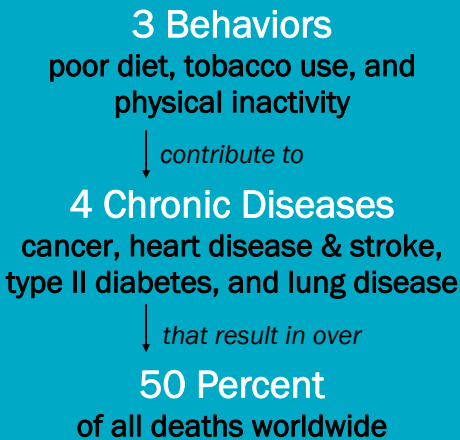 3 Behaviors
poor diet, tobacco use, and
physical inactivity
contribute to
4 Chronic Diseases
cancer, heart disease & stroke,
type II diabetes, and lung disease
that result in over
50 Percent
of all deaths worldwide